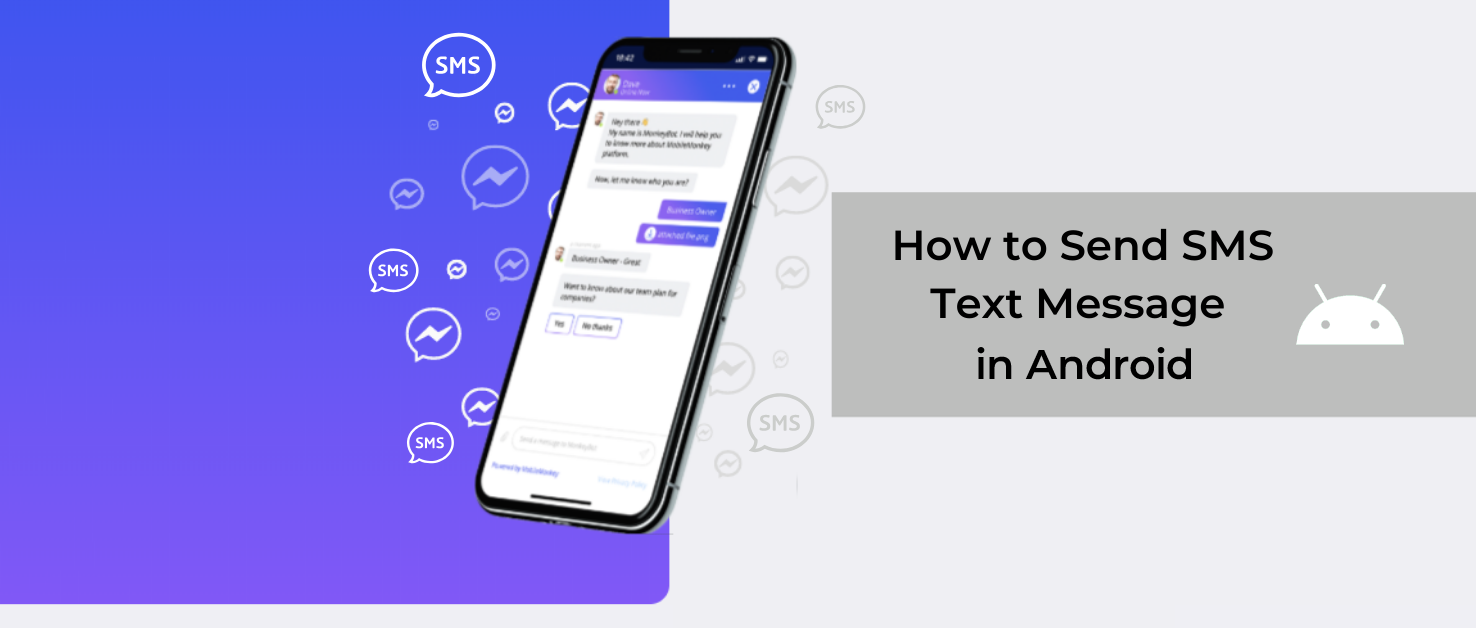 SMS
SMS
SMS
18:42
Dave
Hey there 👋
My name is MonkeyBot. I will help you
to know more about MobileMonkey
platform.
Now, let me know who you are?
Business Owner
attached file.png
Business Owner - Great
Want to know about our team plan for
companies?
Yes
No thanks
Send a message to MonkeyBot
Powered by MobileMonkey
View Privacy Policy
SMS
SMS
How to Send SMS
Text Message
in Android